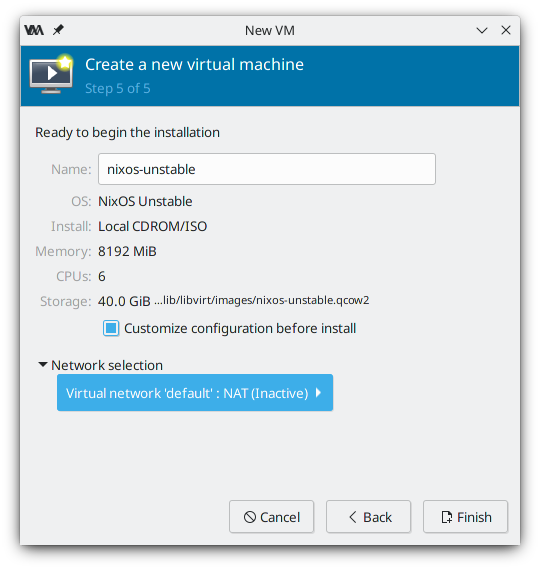 New VM
Create a new virtual machine
Step 5 of 5
Ready to begin the installation
Name: nixos-unstable
OS: NixOS Unstable
Install: Local CDROM/ISO
Memory: 8192 MiB
CPUs: 6
Storage: 40.0 GiB ...lib/libvirt/images/nixos-unstable.qcow2
Customize configuration before install
Network selection
Virtual network 'default' : NAT (Inactive)
Cancel Back Finish